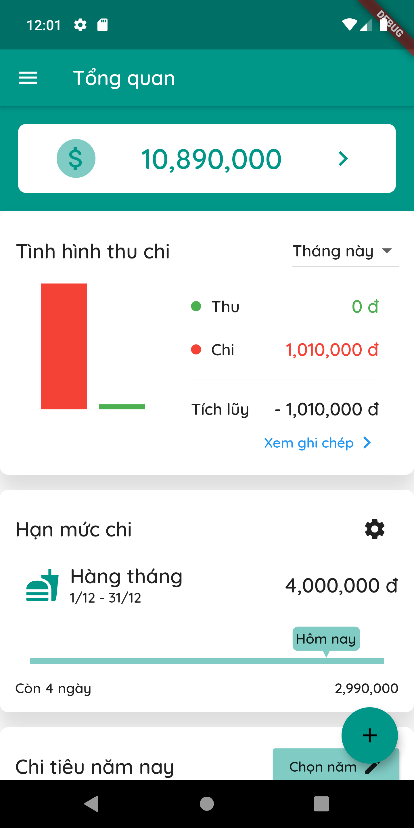 12:01
DEBUG
Tổng quan
$
10,890,000
Tình hình thu chi
Tháng này
Thu
0 đ
Chi
1,010,000 đ
Tích lũy
- 1,010,000 đ
Xem ghi chép
Hạn mức chi
Hàng tháng
4,000,000 đ
1/12 - 31/12
Hôm nay
Còn 4 ngày
2,990,000
Chi tiêu năm nay
Chọn năm